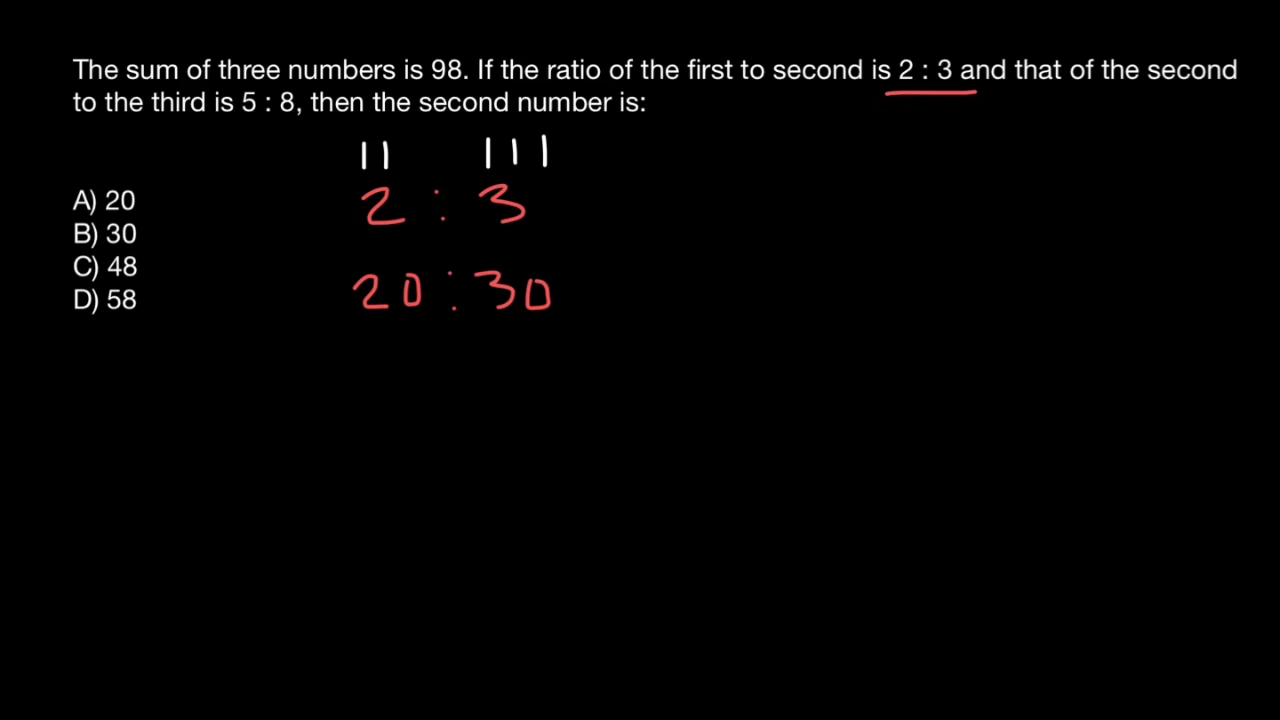 The sum of three numbers is 98. If the ratio of the first to second is 2 : 3 and that of the second
to the third is 5 : 8, then the second number is:
| | | | |
A) 20
2 : 3
B) 30
C) 48
20 : 30
D) 58